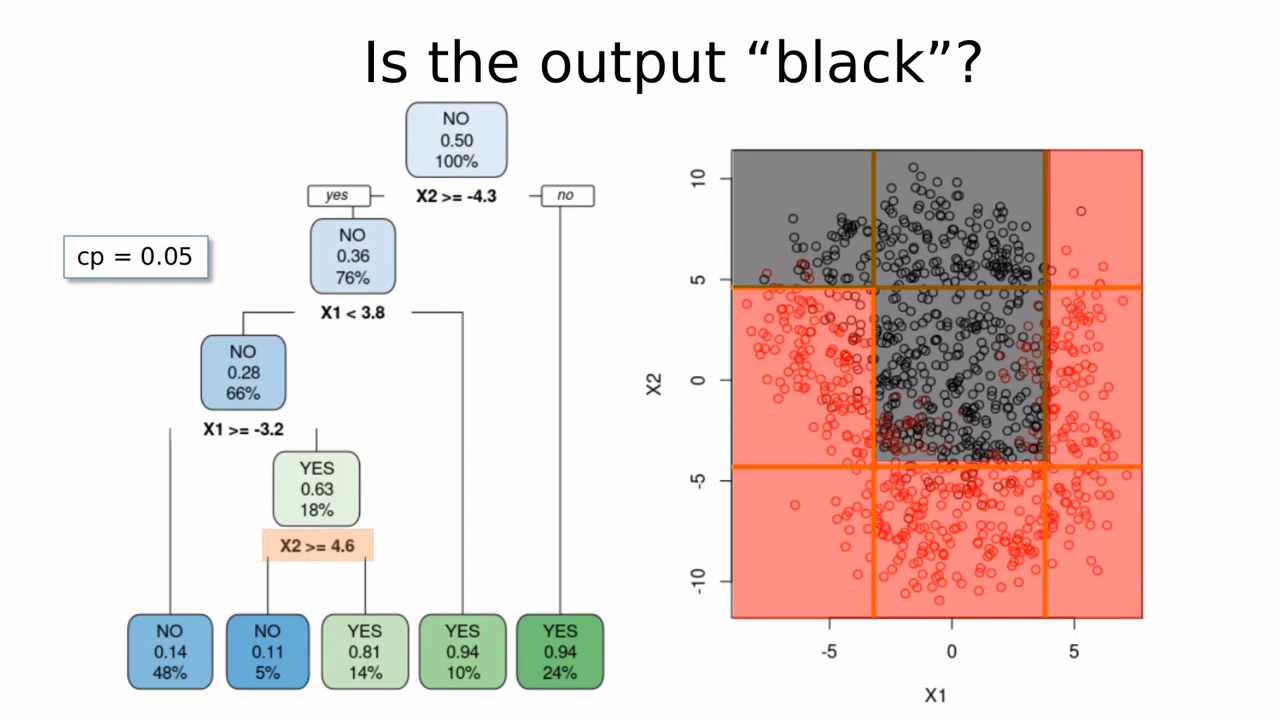 Is the output “black”?
NO
0.50
100%
yes
X2 >= -4.3
no
cp = 0.05
NO
0.36
76%
X1 < 3.8
NO
0.28
66%
X1 >= -3.2
YES
0.63
18%
X2 >= 4.6
NO
0.14
48%
NO
0.11
5%
YES
0.81
14%
YES
0.94
10%
YES
0.94
24%
10
5
0
-5
-10
X2
-5
0
5
X1